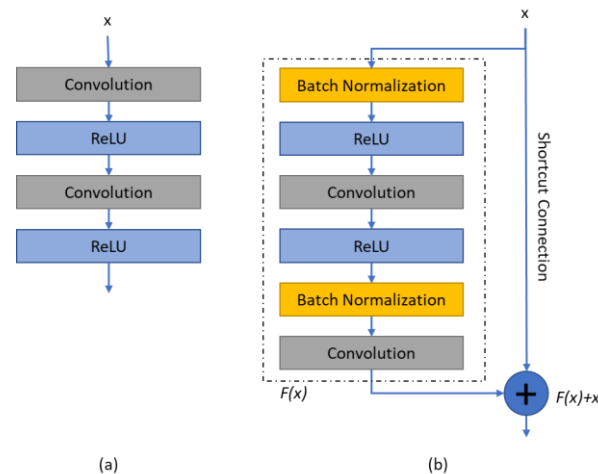 x
Convolution
ReLU
Convolution
ReLU
(a)
x
Batch Normalization
ReLU
Convolution
ReLU
Batch Normalization
Convolution
F(x)
Shortcut Connection
+
F(x)+x
(b)